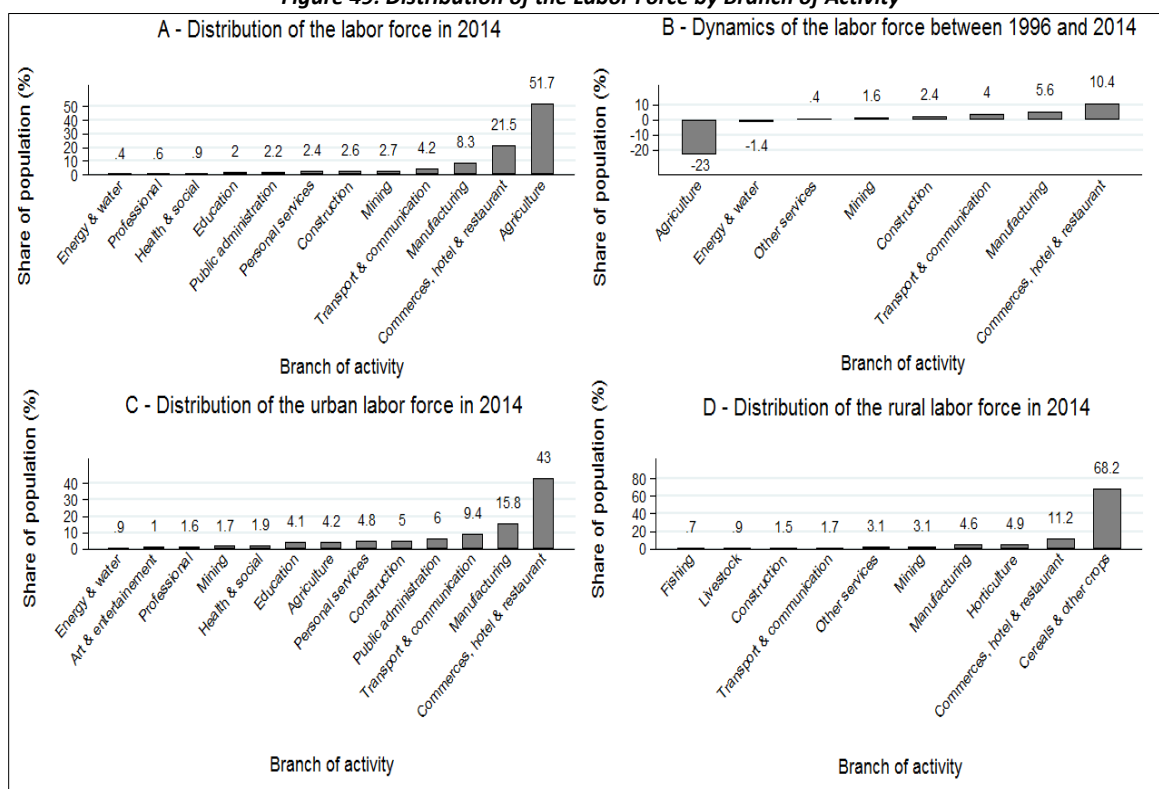 Figure 45: Distribution of the Labor Force by Branch of Activity
A - Distribution of the labor force in 2014
Share of population (%)
50
40
30
20
10
0
.4
.6
.9
2
2.2
2.4
2.6
2.7
4.2
8.3
21.5
51.7
Energy & water
Professional
Health & social
Education
Public administration
Personal services
Construction
Mining
Transport & communication
Manufacturing
Commerces, hotel & restaurant
Agriculture
Branch of activity
B - Dynamics of the labor force between 1996 and 2014
Share of population (%)
10
0
-10
-20
-23
-1.4
.4
1.6
2.4
4
5.6
10.4
Agriculture
Energy & water
Other services
Mining
Construction
Transport & communication
Manufacturing
Commerces, hotel & restaurant
Branch of activity
C - Distribution of the urban labor force in 2014
Share of population (%)
40
30
20
10
0
.9
1
1.6
1.7
1.9
4.1
4.2
4.8
5
6
9.4
15.8
43
Energy & water
Art & entertainement
Professional
Mining
Health & social
Education
Agriculture
Personal services
Construction
Public administration
Transport & communication
Manufacturing
Commerces, hotel & restaurant
Branch of activity
D - Distribution of the rural labor force in 2014
Share of population (%)
80
60
40
20
0
.7
.9
1.5
1.7
3.1
3.1
4.6
4.9
11.2
68.2
Fishing
Livestock
Construction
Transport & communication
Other services
Mining
Manufacturing
Horticulture
Commerces, hotel & restaurant
Cereals & other crops
Branch of activity